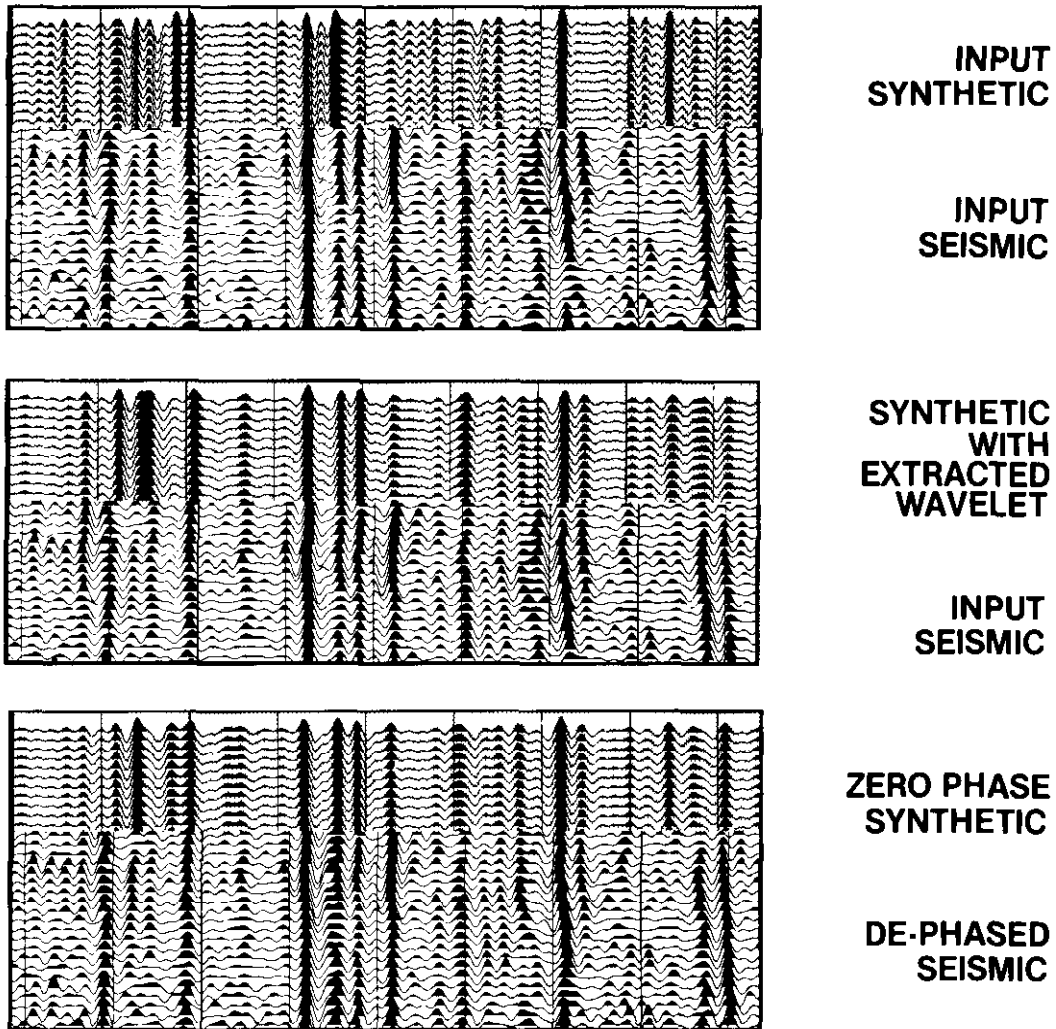 INPUT
SYNTHETIC
INPUT
SEISMIC
SYNTHETIC
WITH
EXTRACTED
WAVELET
INPUT
SEISMIC
ZERO PHASE
SYNTHETIC
DE-PHASED
SEISMIC